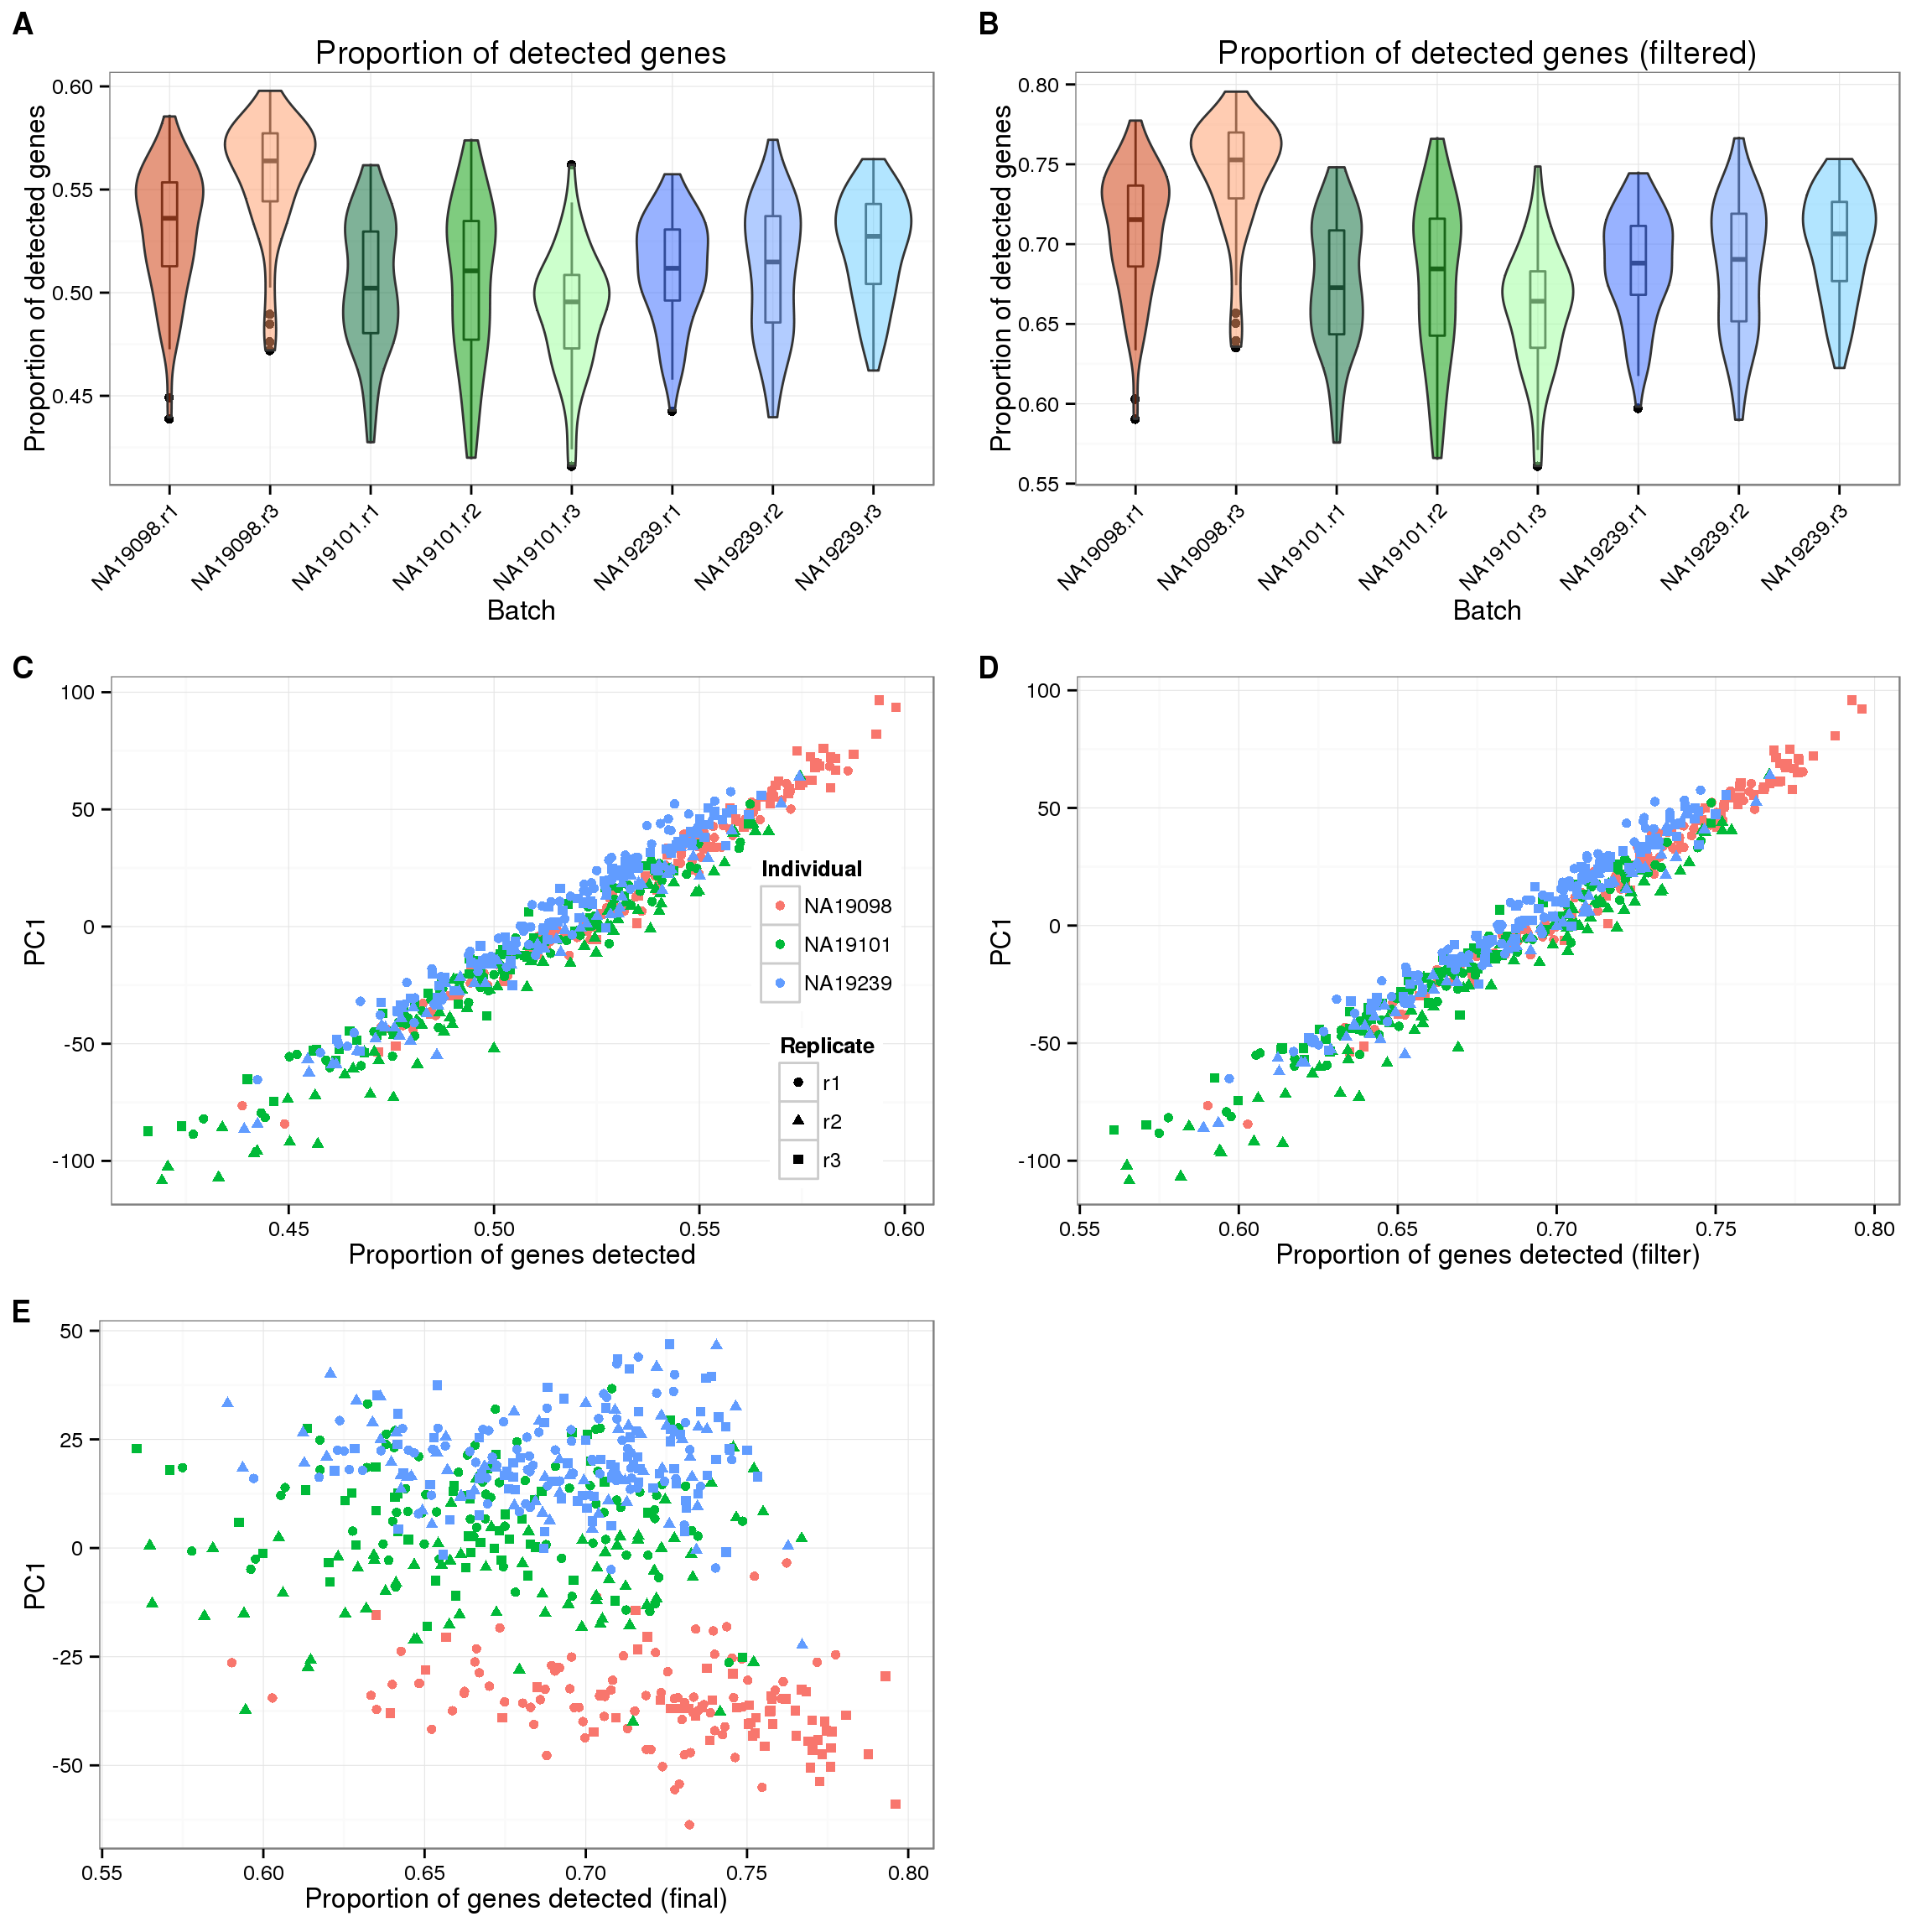 A
Proportion of detected genes
Proportion of detected genes
0.60
0.55
0.50
0.45
NA19098.r1
NA19098.r3
NA19101.r1
NA19101.r2
NA19101.r3
NA19239.r1
NA19239.r2
NA19239.r3
Batch
B
Proportion of detected genes (filtered)
Proportion of detected genes
0.80
0.75
0.70
0.65
0.60
0.55
NA19098.r1
NA19098.r3
NA19101.r1
NA19101.r2
NA19101.r3
NA19239.r1
NA19239.r2
NA19239.r3
Batch
C
PC1
100
50
0
-50
-100
0.45 0.50 0.55 0.60
Proportion of genes detected
Individual
NA19098
NA19101
NA19239
Replicate
r1
r2
r3
D
PC1
100
50
0
-50
-100
0.55 0.60 0.65 0.70 0.75 0.80
Proportion of genes detected (filter)
E
PC1
50
25
0
-25
-50
0.55 0.60 0.65 0.70 0.75 0.80
Proportion of genes detected (final)